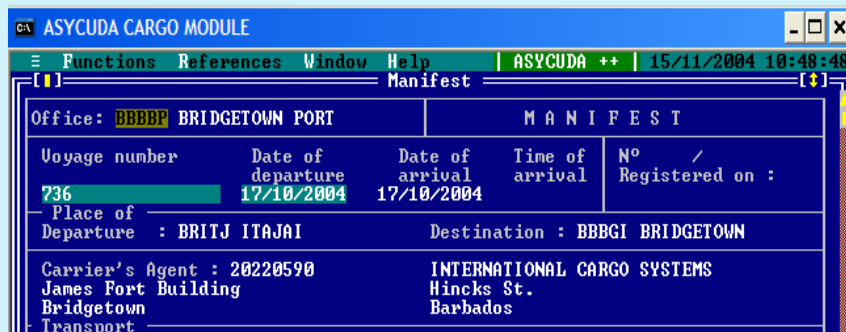 ASYCUDA CARGO MODULE
Functions References Window Help ASYCUDA ++ 15/11/2004 10:48:48
Manifest
Office: BBBBP BRIDGETOWN PORT M A N I F E S T
Voyage number Date of departure Date of arrival Time of arrival Nº / Registered on :
736 17/10/2004 17/10/2004
Place of
Departure : BRITJ ITAJAI Destination : BBBGI BRIDGETOWN
Carrier's Agent : 20220590 INTERNATIONAL CARGO SYSTEMS
James Fort Building Hincks St.
Bridgetown Barbados
Transport